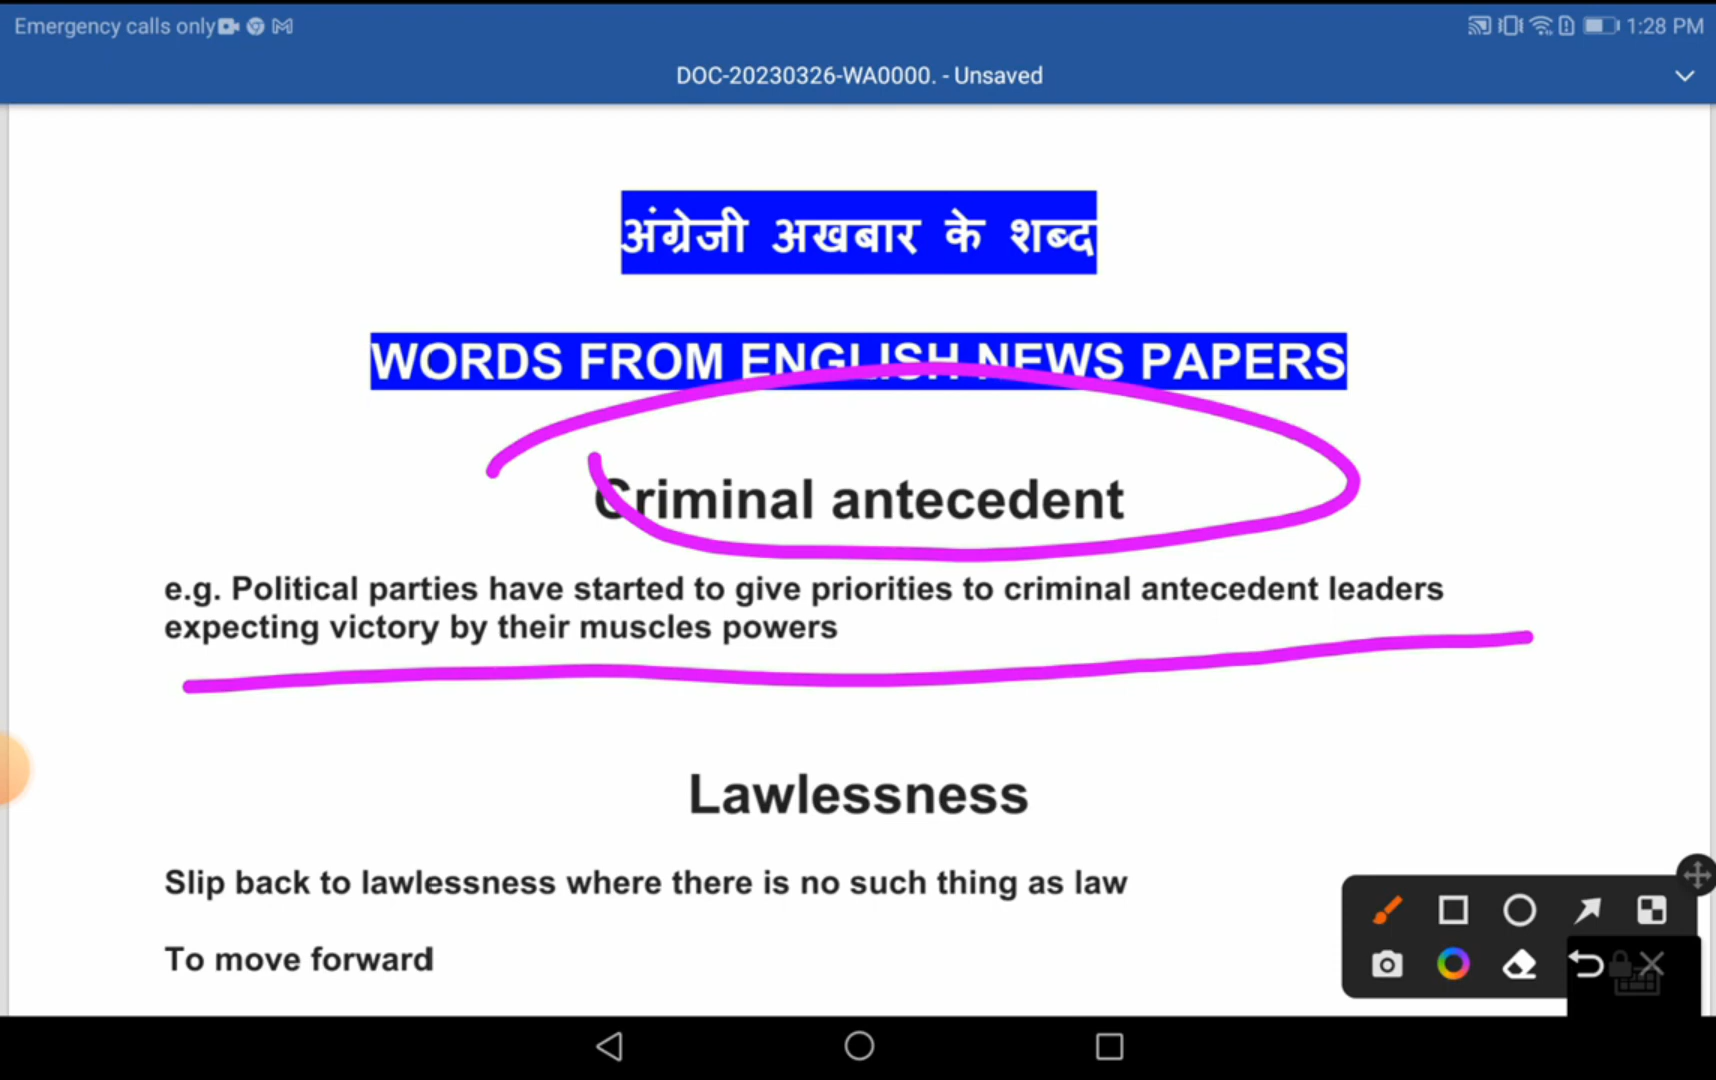 Emergency calls only
1:28 PM
DOC-20230326-WA0000. - Unsaved
अंग्रेजी अखबार के शब्द
WORDS FROM ENGLISH NEWS PAPERS
Criminal antecedent
e.g. Political parties have started to give priorities to criminal antecedent leaders
expecting victory by their muscles powers
Lawlessness
Slip back to lawlessness where there is no such thing as law
To move forward